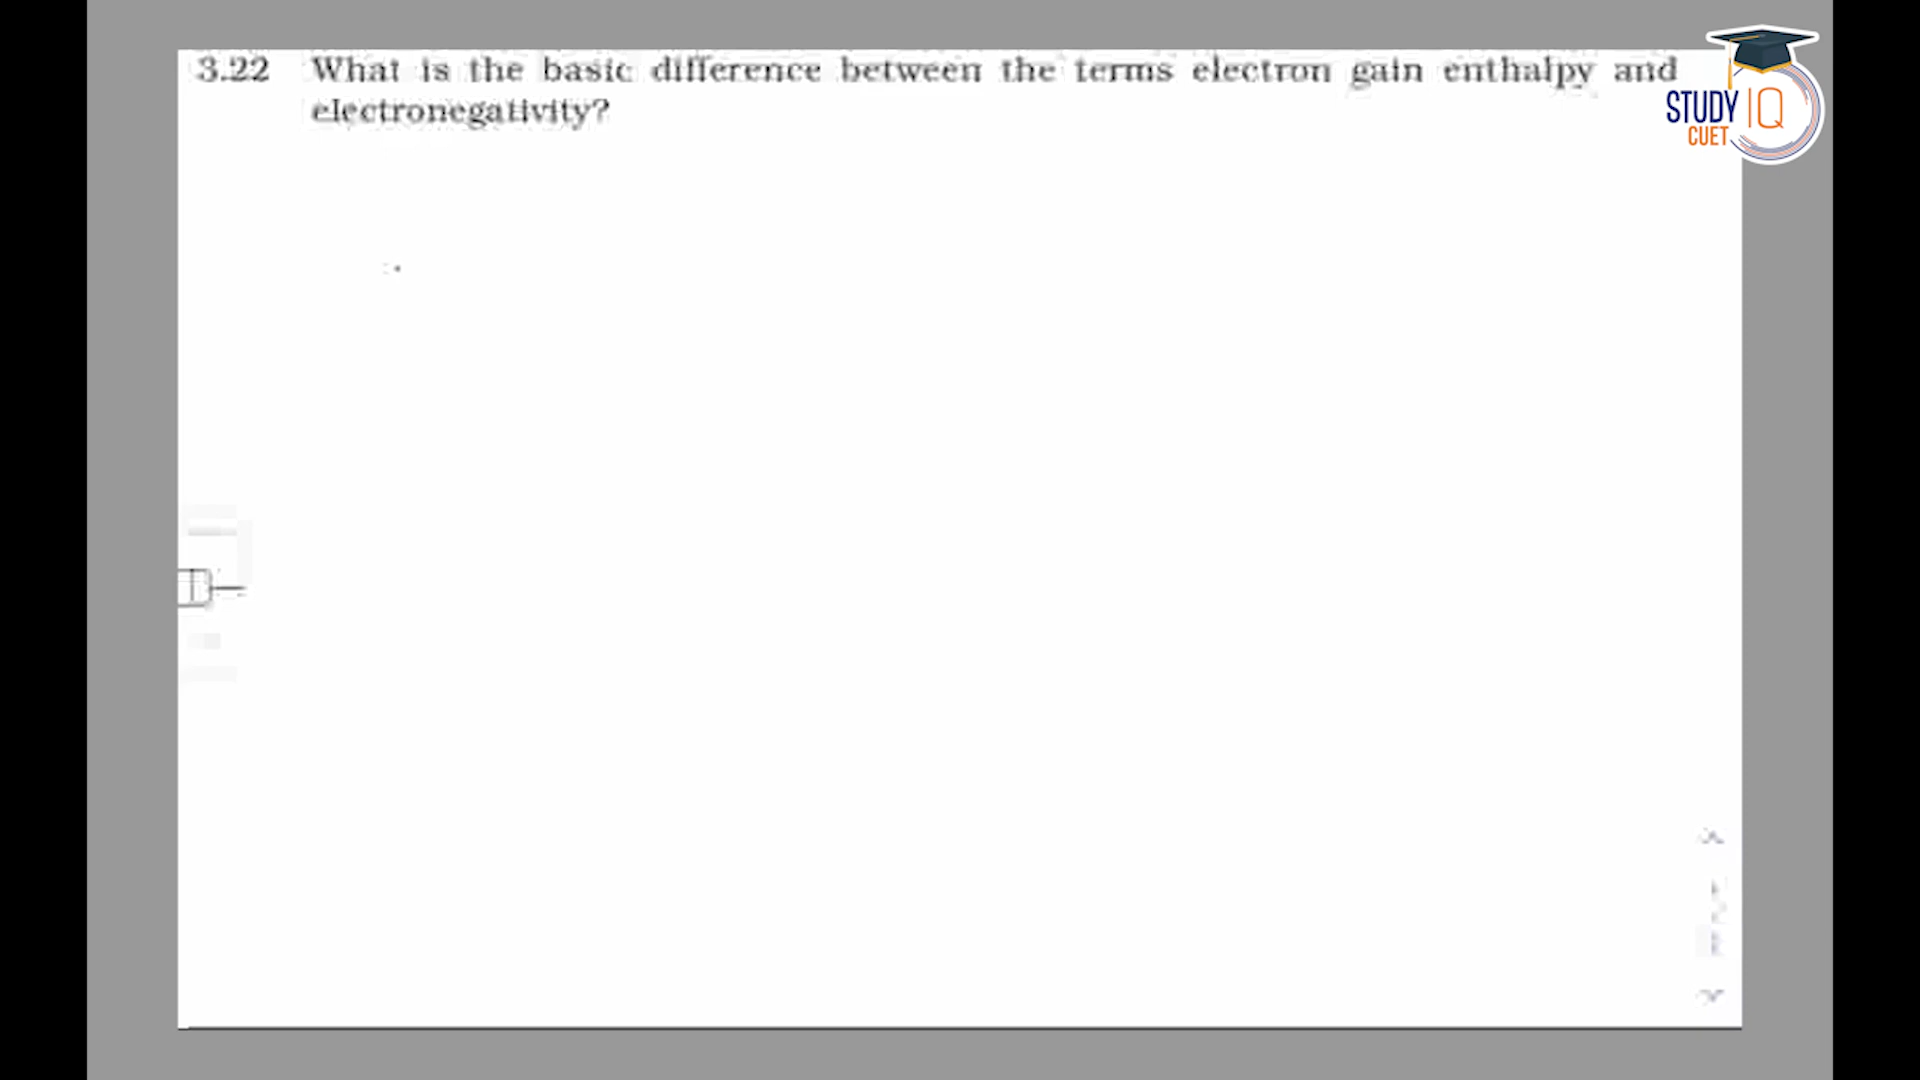 3.22 What is the basic difference between the terms electron gain enthalpy and
electronegativity?
STUDY IQ
CUET